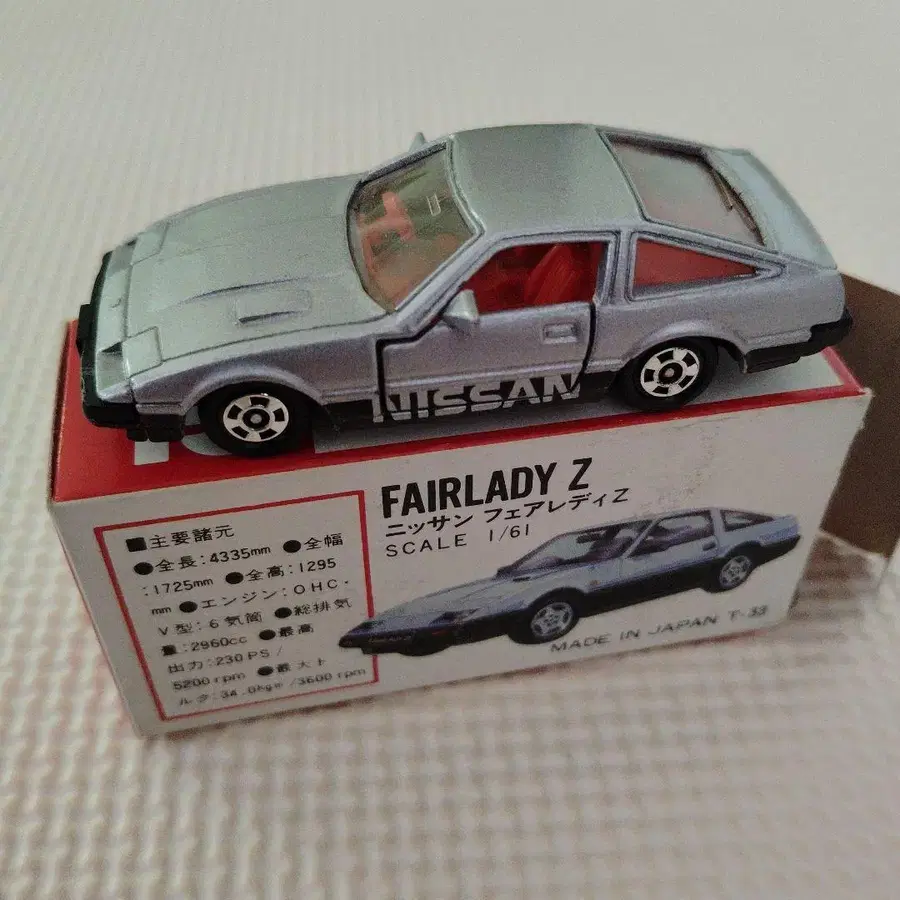 NISSAN
FAIRLADY Z
ニッサン フェアレディZ
SCALE 1/61
■主要諸元
●全長:4335mm ●全幅
:1725mm ●全高:1295
mm ●エンジン:OHC・
V型:6気筒 ●総排気
量:2960cc ●最高
出力:230PS/
5200rpm ●最大ト
ルク:34.0kgm/3600rpm
MADE IN JAPAN T-33